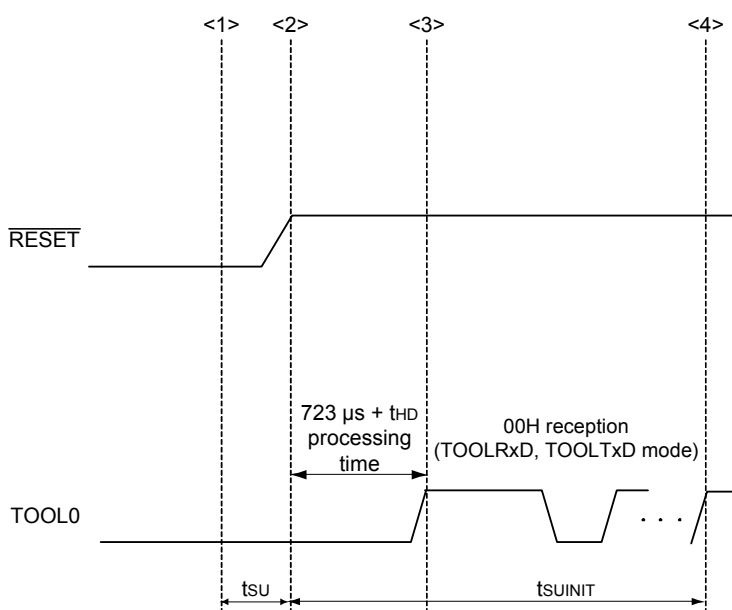 <1> <2> <3> <4>
RESET
723 µs + tHD
processing
time
00H reception
(TOOLRxD, TOOLTxD mode)
TOOL0
. . .
tSU
tSUINIT